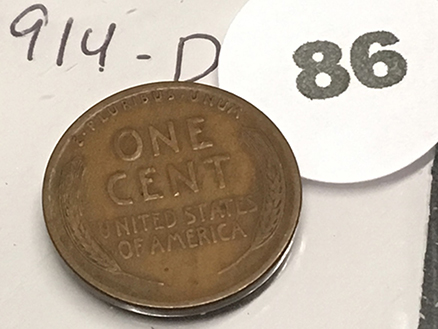 914-D
86
E·PLURIBUS·UNUM
ONE
CENT
UNITED STATES
OF AMERICA